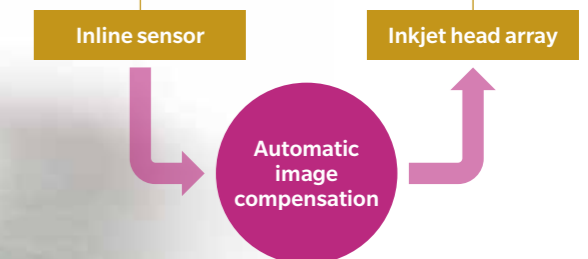 Inline sensor
Inkjet head array
Automatic
image
compensation